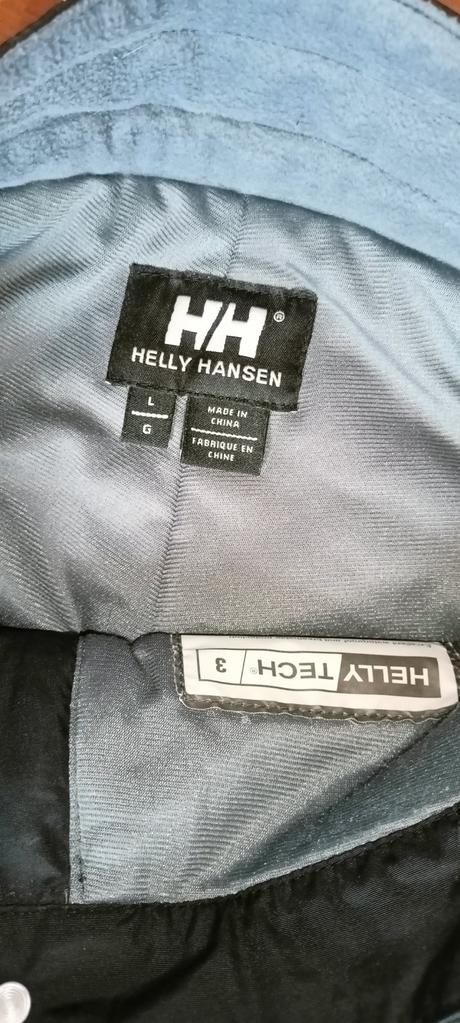 HH®
HELLY HANSEN
L
G
MADE IN
CHINA
FABRIQUE EN
CHINE
HELLY TECH® 3